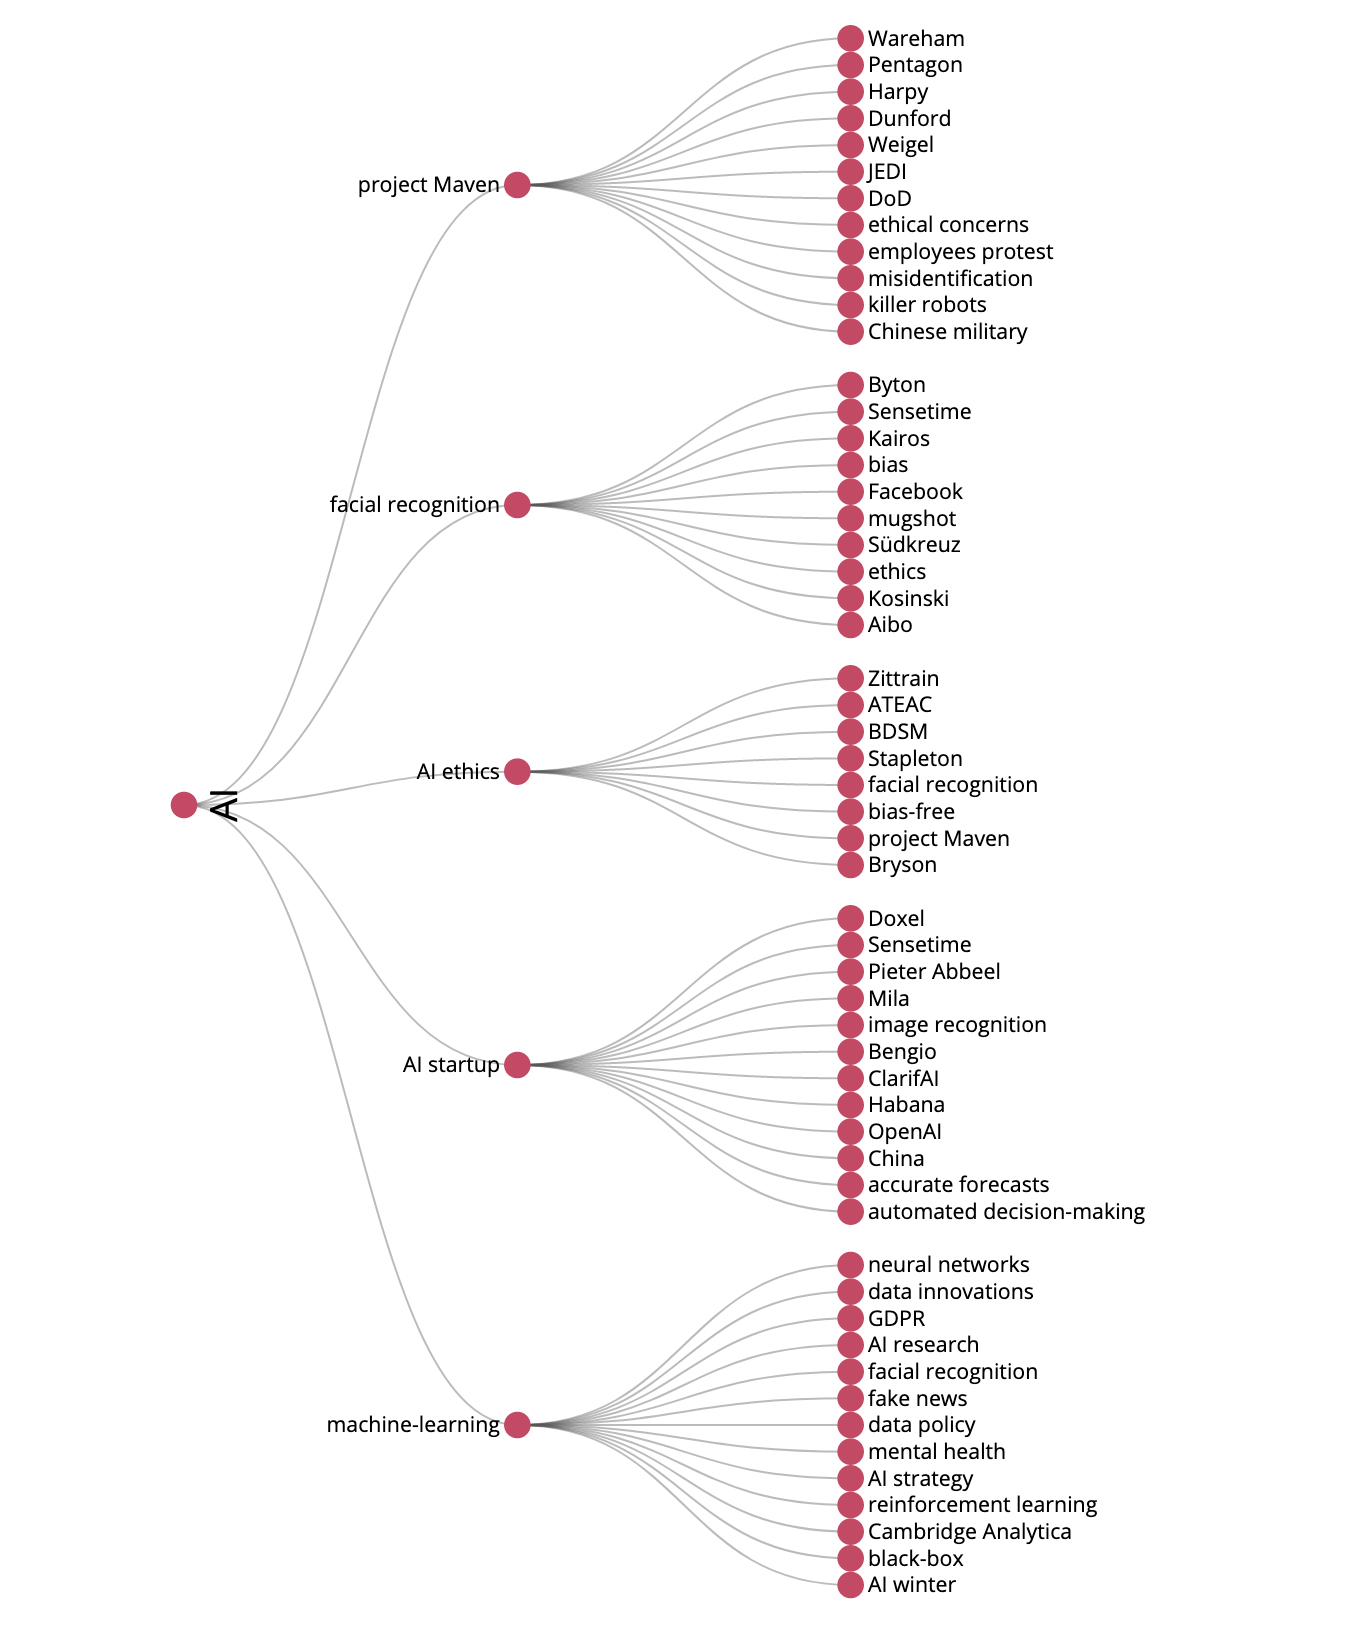 AI
project Maven
Wareham
Pentagon
Harpy
Dunford
Weigel
JEDI
DoD
ethical concerns
employees protest
misidentification
killer robots
Chinese military
facial recognition
Byton
Sensetime
Kairos
bias
Facebook
mugshot
Südkreuz
ethics
Kosinski
Aibo
AI ethics
Zittrain
ATEAC
BDSM
Stapleton
facial recognition
bias-free
project Maven
Bryson
AI startup
Doxel
Sensetime
Pieter Abbeel
Mila
image recognition
Bengio
ClarifAI
Habana
OpenAI
China
accurate forecasts
automated decision-making
machine-learning
neural networks
data innovations
GDPR
AI research
facial recognition
fake news
data policy
mental health
AI strategy
reinforcement learning
Cambridge Analytica
black-box
AI winter